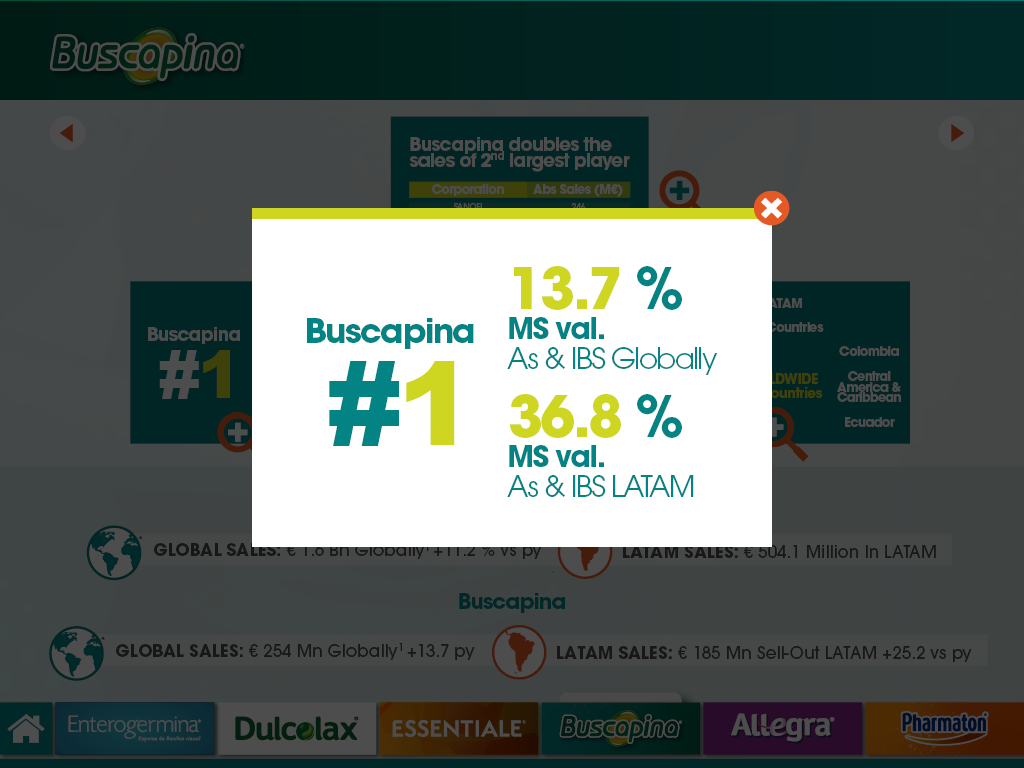 Buscapina
Buscapina doubles the
sales of 2nd largest player
Corporation Abs Sales (M€)
SANOFI 246
Buscapina
#1
13.7 %
MS val.
As & IBS Globally
36.8 %
MS val.
As & IBS LATAM
Buscapina
#1
Colombia
Central
America &
Caribbean
Ecuador
GLOBAL SALES: € 1.6 Bn Globally¹ +11.2 % vs py
LATAM SALES: € 504.1 Million In LATAM
Buscapina
GLOBAL SALES: € 254 Mn Globally¹ +13.7 py
LATAM SALES: € 185 Mn Sell-Out LATAM +25.2 vs py
Enterogermina
Dulcolax
ESSENTIALE
Buscapina
Allegra
Pharmaton